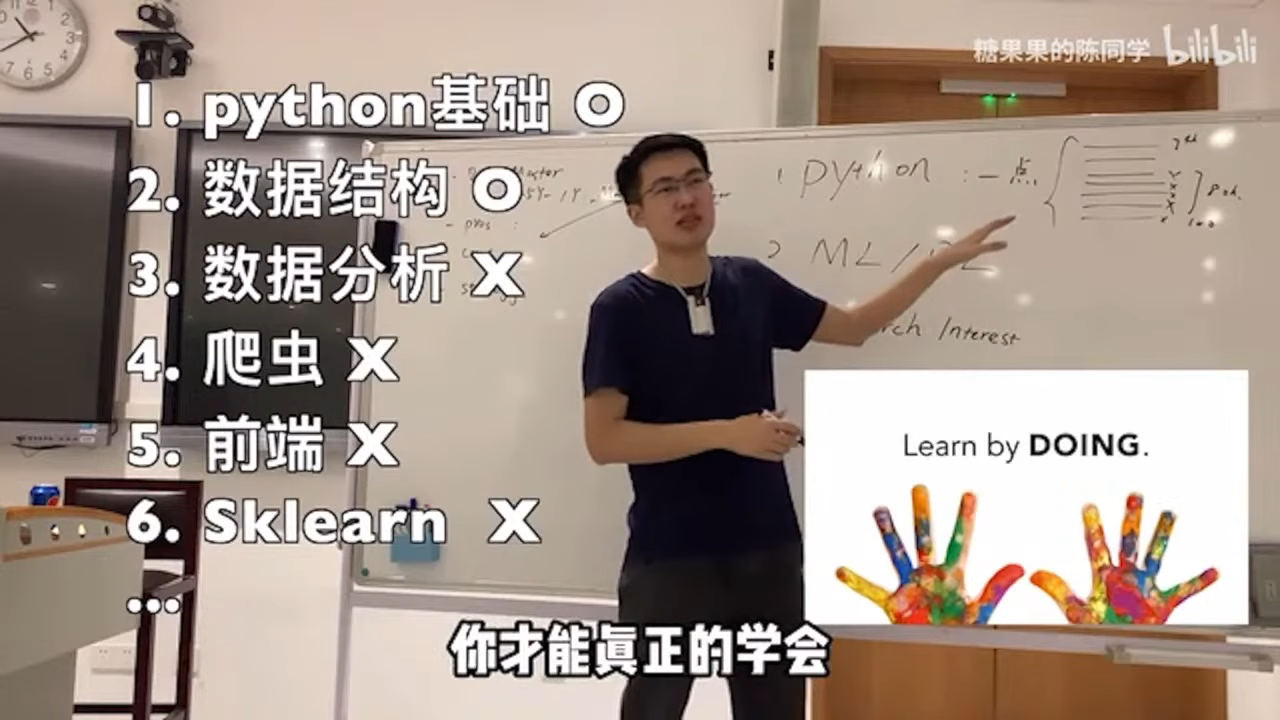 糖果果的陈同学 bilibili
1. python基础 O
2. 数据结构 O
3. 数据分析 X
4. 爬虫 X
5. 前端 X
6. Sklearn X
...
1. python : 一点
2 ML /
Interest
Learn by DOING.
你才能真正的学会